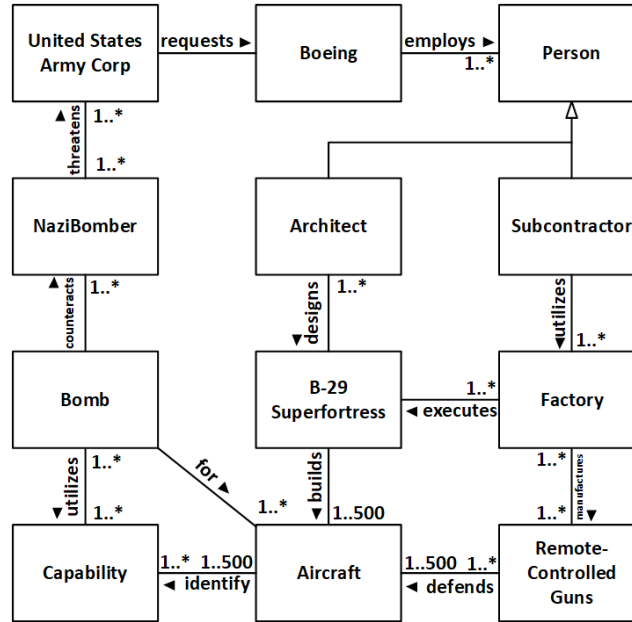 United States
Army Corp
requests ►
Boeing
employs ►
1..*
Person
1..*
threatens
►
1..*
NaziBomber
Architect
Subcontractor
1..*
counteracts
►
1..*
designs
►
utilizes
►
1..*
Bomb
B-29
Superfortress
1..*
◄ executes
Factory
1..*
utilizes
►
1..*
for
►
1..*
builds
►
1..500
1..*
manufactures
►
1..*
Capability
1..* 1..500
◄ identify
Aircraft
1..500 1..*
◄ defends
Remote-
Controlled
Guns